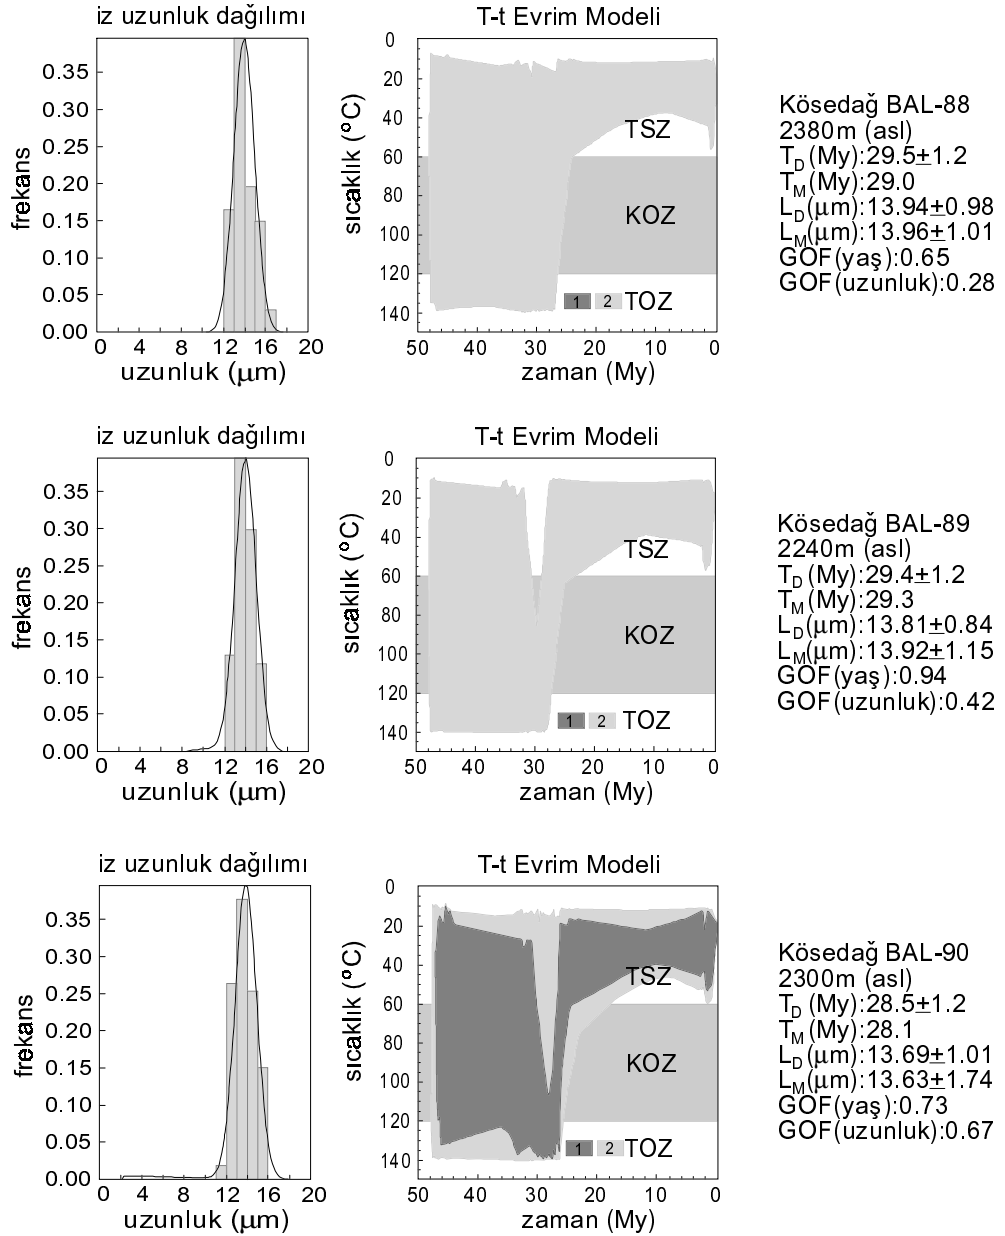 iz uzunluk dağılımı
frekans
0.35
0.30
0.25
0.20
0.15
0.10
0.05
0.00
0 4 8 12 16 20
uzunluk (μm)
T-t Evrim Modeli
sıcaklık (°C)
0
20
40
60
80
100
120
140
TSZ
KOZ
1 2 TOZ
50 40 30 20 10 0
zaman (My)
Kösedağ BAL-88
2380m (asl)
T_D (My):29.5±1.2
T_M (My):29.0
L_D(μm):13.94±0.98
L_M(μm):13.96±1.01
GOF(yaş):0.65
GOF(uzunluk):0.28
iz uzunluk dağılımı
frekans
0.35
0.30
0.25
0.20
0.15
0.10
0.05
0.00
0 4 8 12 16 20
uzunluk (μm)
T-t Evrim Modeli
sıcaklık (°C)
0
20
40
60
80
100
120
140
TSZ
KOZ
1 2 TOZ
50 40 30 20 10 0
zaman (My)
Kösedağ BAL-89
2240m (asl)
T_D (My):29.4±1.2
T_M (My):29.3
L_D(μm):13.81±0.84
L_M(μm):13.92±1.15
GOF(yaş):0.94
GOF(uzunluk):0.42
iz uzunluk dağılımı
frekans
0.35
0.30
0.25
0.20
0.15
0.10
0.05
0.00
0 4 8 12 16 20
uzunluk (μm)
T-t Evrim Modeli
sıcaklık (°C)
0
20
40
60
80
100
120
140
TSZ
KOZ
1 2 TOZ
50 40 30 20 10 0
zaman (My)
Kösedağ BAL-90
2300m (asl)
T_D (My):28.5±1.2
T_M (My):28.1
L_D(μm):13.69±1.01
L_M(μm):13.63±1.74
GOF(yaş):0.73
GOF(uzunluk):0.67